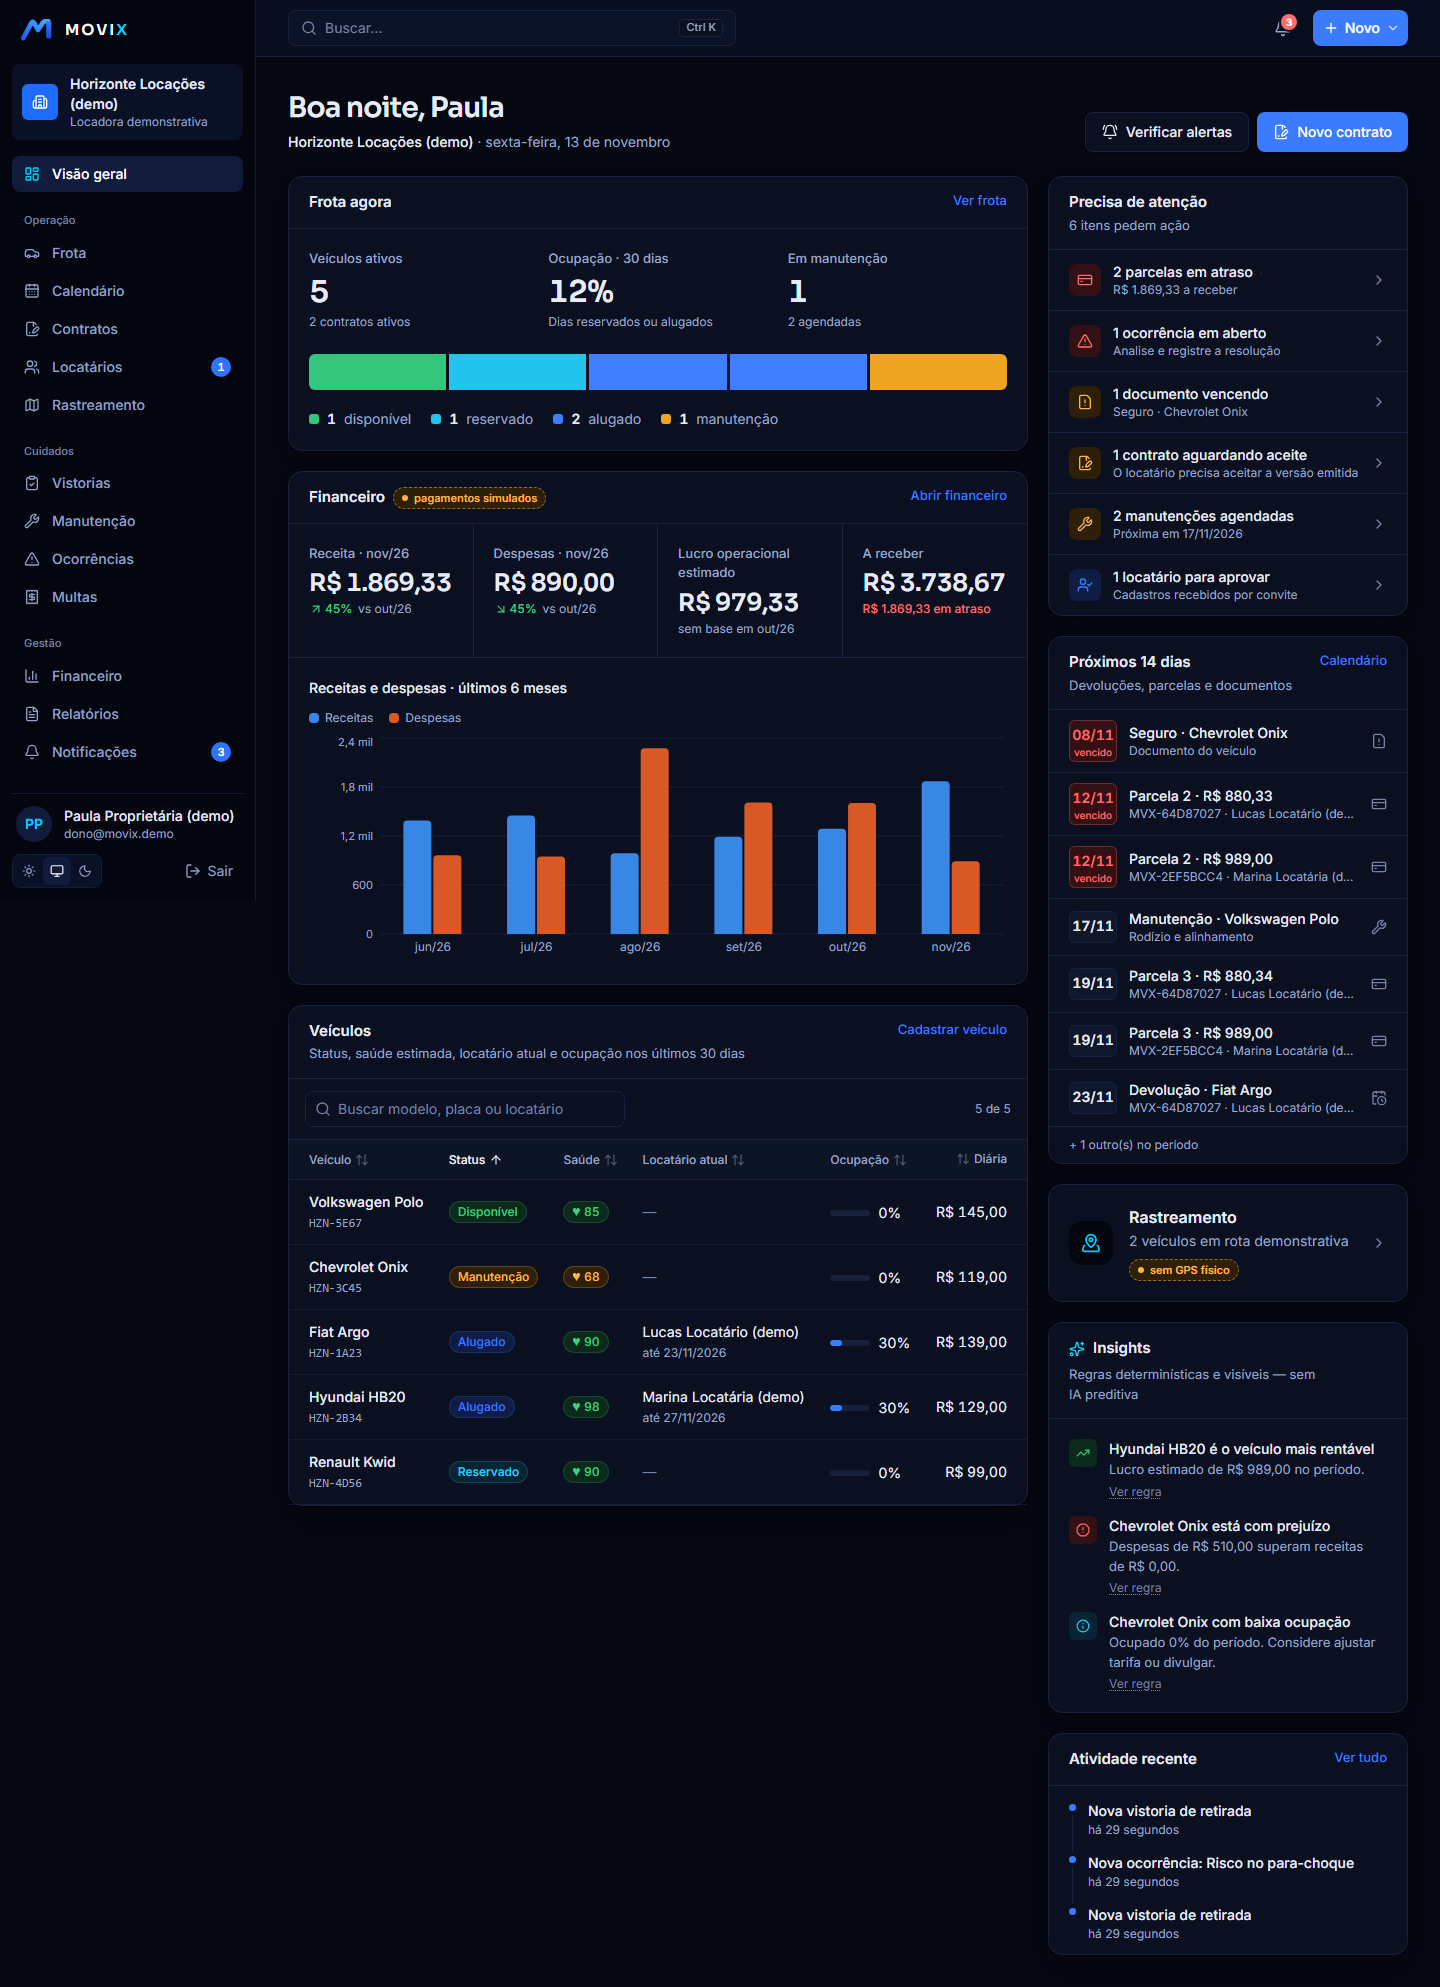 MOVIX
Horizonte Locações
(demo)
Locadora demonstrativa
Visão geral
Operação
Frota
Calendário
Contratos
Locatários 1
Rastreamento
Cuidados
Vistorias
Manutenção
Ocorrências
Multas
Gestão
Financeiro
Relatórios
Notificações 3
PP
Paula Proprietária (demo)
dono@movix.demo
Sair
Buscar...
Ctrl K
3
Novo
Boa noite, Paula
Horizonte Locações (demo) · sexta-feira, 13 de novembro
Verificar alertas
Novo contrato
Frota agora
Ver frota
Veículos ativos
5
2 contratos ativos
Ocupação · 30 dias
12%
Dias reservados ou alugados
Em manutenção
1
2 agendadas
1 disponível
1 reservado
2 alugado
1 manutenção
Financeiro
pagamentos simulados
Abrir financeiro
Receita · nov/26
R$ 1.869,33
45% vs out/26
Despesas · nov/26
R$ 890,00
45% vs out/26
Lucro operacional
estimado
R$ 979,33
sem base em out/26
A receber
R$ 3.738,67
R$ 1.869,33 em atraso
Receitas e despesas · últimos 6 meses
Receitas
Despesas
2,4 mil
1,8 mil
1,2 mil
600
0
jun/26
jul/26
ago/26
set/26
out/26
nov/26
Veículos
Cadastrar veículo
Status, saúde estimada, locatário atual e ocupação nos últimos 30 dias
Buscar modelo, placa ou locatário
5 de 5
Veículo Status Saúde Locatário atual Ocupação Diária
Volkswagen Polo
HZN-5E67
Disponível ♥ 85 — 0% R$ 145,00
Chevrolet Onix
HZN-3C45
Manutenção ♥ 68 — 0% R$ 119,00
Fiat Argo
HZN-1A23
Alugado ♥ 90
Lucas Locatário (demo)
até 23/11/2026
30% R$ 139,00
Hyundai HB20
HZN-2B34
Alugado ♥ 98
Marina Locatária (demo)
até 27/11/2026
30% R$ 129,00
Renault Kwid
HZN-4D56
Reservado ♥ 90 — 0% R$ 99,00
Precisa de atenção
6 itens pedem ação
2 parcelas em atraso
R$ 1.869,33 a receber
1 ocorrência em aberto
Analise e registre a resolução
1 documento vencendo
Seguro · Chevrolet Onix
1 contrato aguardando aceite
O locatário precisa aceitar a versão emitida
2 manutenções agendadas
Próxima em 17/11/2026
1 locatário para aprovar
Cadastros recebidos por convite
Próximos 14 dias
Calendário
Devoluções, parcelas e documentos
08/11
vencido
Seguro · Chevrolet Onix
Documento do veículo
12/11
vencido
Parcela 2 · R$ 880,33
MVX-64D87027 · Lucas Locatário (de...
12/11
vencido
Parcela 2 · R$ 989,00
MVX-2EF5BCC4 · Marina Locatária (d...
17/11
Manutenção · Volkswagen Polo
Rodízio e alinhamento
19/11
Parcela 3 · R$ 880,34
MVX-64D87027 · Lucas Locatário (de...
19/11
Parcela 3 · R$ 989,00
MVX-2EF5BCC4 · Marina Locatária (d...
23/11
Devolução · Fiat Argo
MVX-64D87027 · Lucas Locatário (de...
+ 1 outro(s) no período
Rastreamento
2 veículos em rota demonstrativa
sem GPS físico
Insights
Regras determinísticas e visíveis — sem
IA preditiva
Hyundai HB20 é o veículo mais rentável
Lucro estimado de R$ 989,00 no período.
Ver regra
Chevrolet Onix está com prejuízo
Despesas de R$ 510,00 superam receitas
de R$ 0,00.
Ver regra
Chevrolet Onix com baixa ocupação
Ocupado 0% do período. Considere ajustar
tarifa ou divulgar.
Ver regra
Atividade recente
Ver tudo
Nova vistoria de retirada
há 29 segundos
Nova ocorrência: Risco no para-choque
há 29 segundos
Nova vistoria de retirada
há 29 segundos